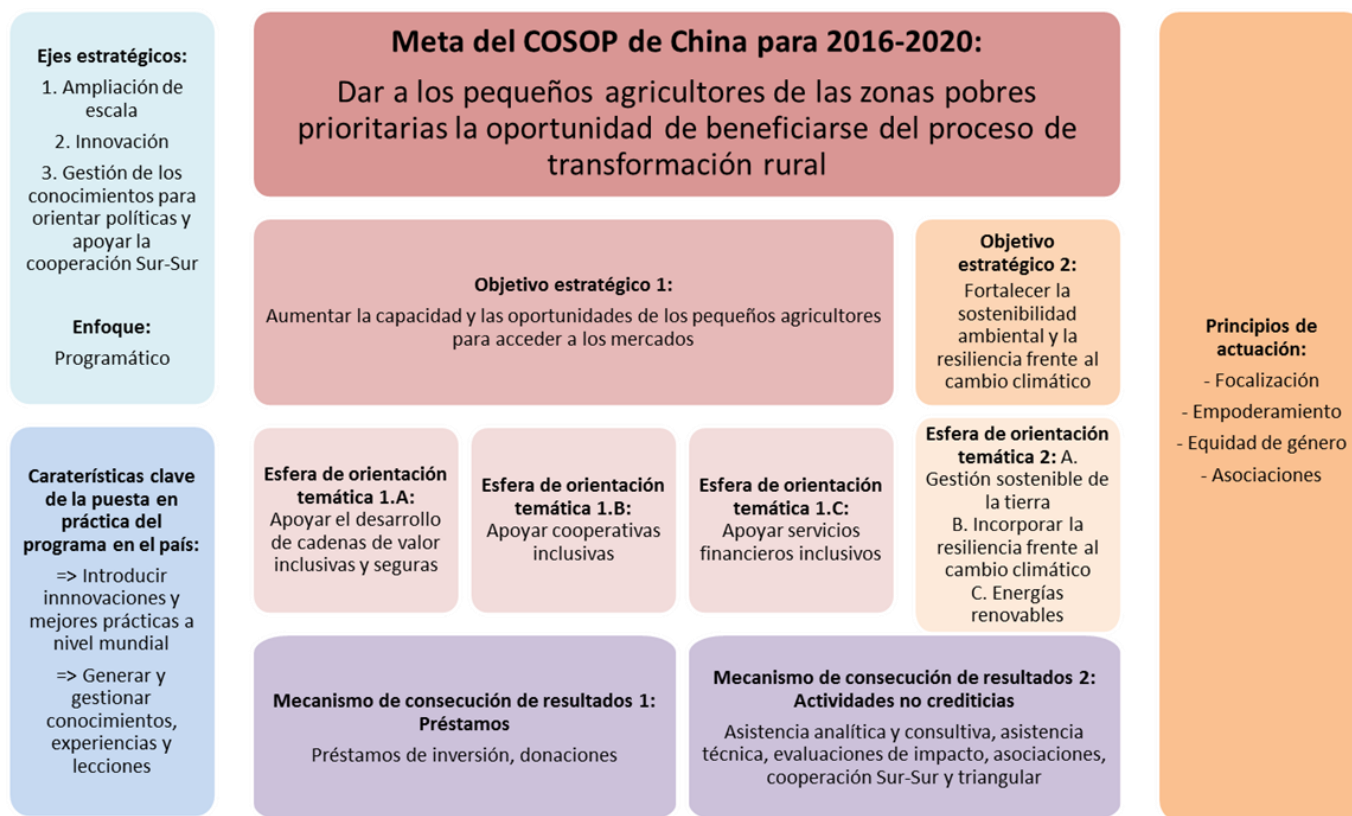 Ejes estratégicos:
1. Ampliación de
escala
2. Innovación
3. Gestión de los
conocimientos para
orientar políticas y
apoyar la
cooperación Sur-Sur
Enfoque:
Programático
Meta del COSOP de China para 2016-2020:
Dar a los pequeños agricultores de las zonas pobres
prioritarias la oportunidad de beneficiarse del proceso de
transformación rural
Objetivo estratégico 1:
Aumentar la capacidad y las oportunidades de los pequeños agricultores
para acceder a los mercados
Objetivo
estratégico 2:
Fortalecer la
sostenibilidad
ambiental y la
resiliencia frente al
cambio climático
Principios de
actuación:
- Focalización
- Empoderamiento
- Equidad de género
- Asociaciones
Caraterísticas clave
de la puesta en
práctica del
programa en el país:
=> Introducir
innnovaciones y
mejores prácticas a
nivel mundial
=> Generar y
gestionar
conocimientos,
experiencias y
lecciones
Esfera de orientación
temática 1.A:
Apoyar el desarrollo
de cadenas de valor
inclusivas y seguras
Esfera de orientación
temática 1.B:
Apoyar cooperativas
inclusivas
Esfera de orientación
temática 1.C:
Apoyar servicios
financieros inclusivos
Esfera de orientación
temática 2: A.
Gestión sostenible de
la tierra
B. Incorporar la
resiliencia frente al
cambio climático
C. Energías
renovables
Mecanismo de consecución de resultados 1:
Préstamos
Préstamos de inversión, donaciones
Mecanismo de consecución de resultados 2:
Actividades no crediticias
Asistencia analítica y consultiva, asistencia
técnica, evaluaciones de impacto, asociaciones,
cooperación Sur-Sur y triangular